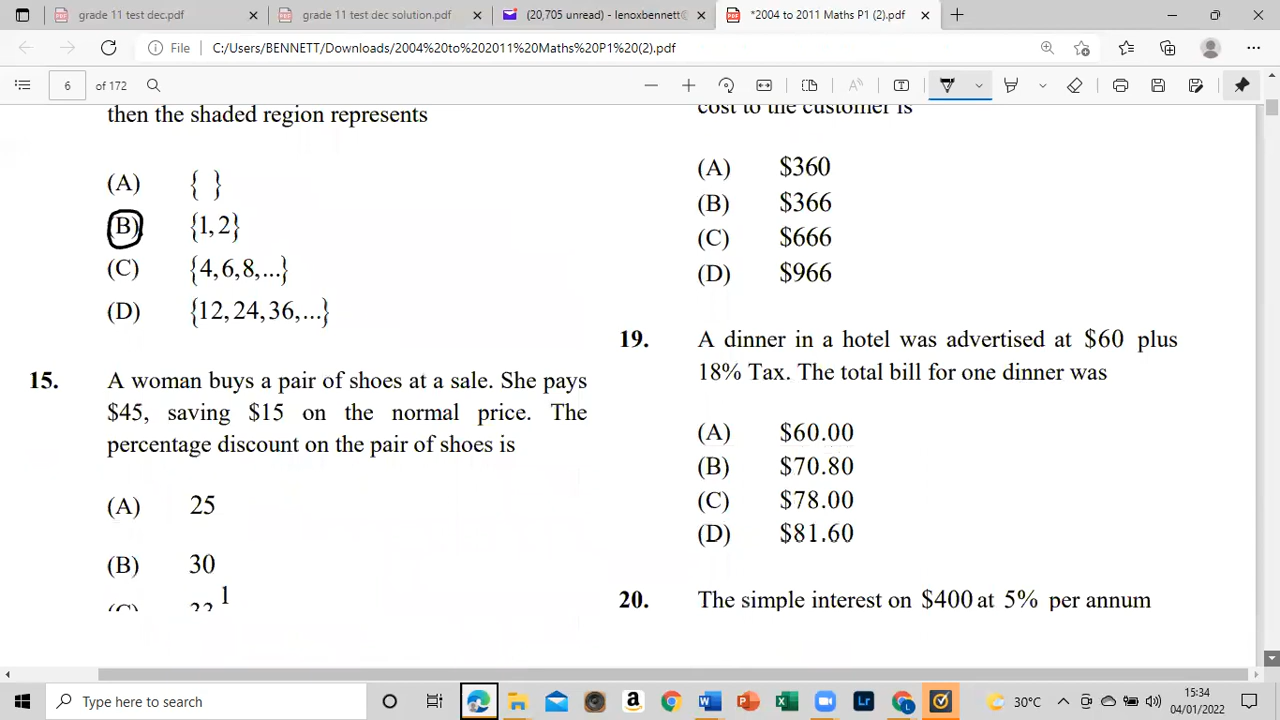 grade 11 test dec.pdf
grade 11 test dec solution.pdf
(20,705 unread) - lenoxbennett
*2004 to 2011 Maths P1 (2).pdf
File
C:/Users/BENNETT/Downloads/2004%20to%202011%20Maths%20P1%20(2).pdf
6 of 172
then the shaded region represents
(A) { }
(B) {1, 2}
(C) {4, 6, 8, ...}
(D) {12, 24, 36, ...}
15. A woman buys a pair of shoes at a sale. She pays
$45, saving $15 on the normal price. The
percentage discount on the pair of shoes is
(A) 25
(B) 30
(C) 33 1
cost to the customer is
(A) $360
(B) $366
(C) $666
(D) $966
19. A dinner in a hotel was advertised at $60 plus
18% Tax. The total bill for one dinner was
(A) $60.00
(B) $70.80
(C) $78.00
(D) $81.60
20. The simple interest on $400 at 5% per annum
Type here to search
30°C
15:34
04/01/2022